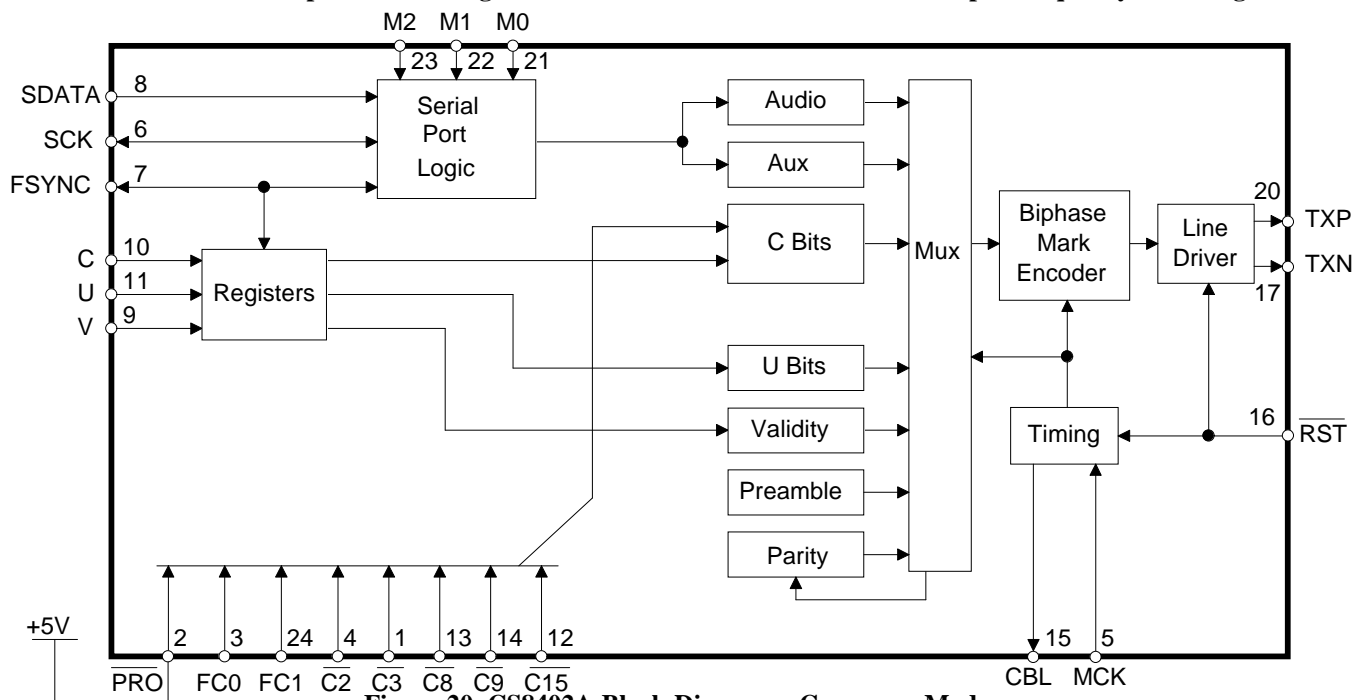 M2 M1 M0
23 22 21
SDATA 8
SCK 6
FSYNC 7
Serial
Port
Logic
Audio
Aux
C Bits
Mux
Biphase
Mark
Encoder
Line
Driver
20 TXP
TXN
17
C 10
U 11
V 9
Registers
U Bits
Validity
Preamble
Parity
Timing
16 RST
+5V
2 3 24 4 1 13 14 12 15 5
PRO FC0 FC1 C2 C3 C8 C9 C15 CBL MCK